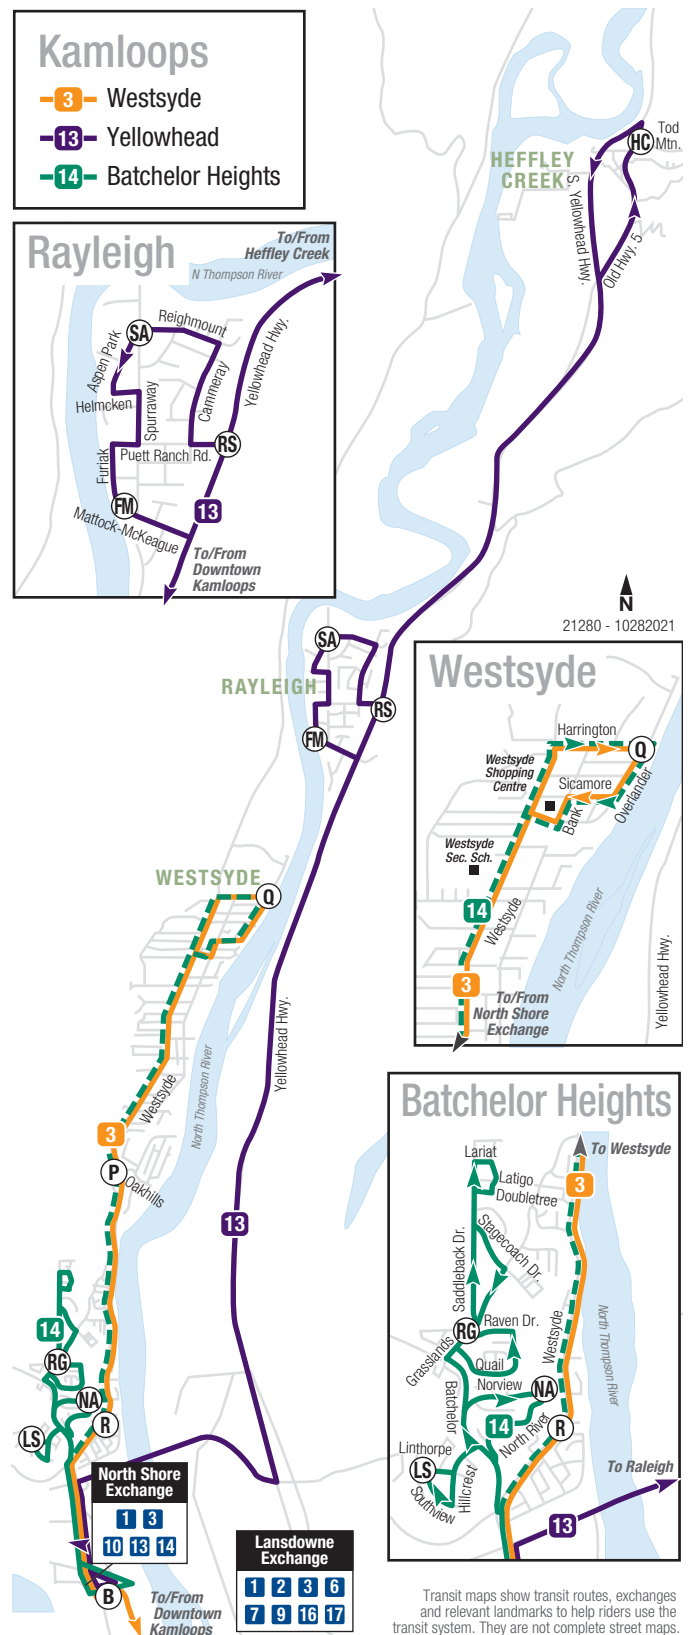 Kamloops
3 Westsyde
13 Yellowhead
14 Batchelor Heights
HC
Tod
Mtn.
HEFFLEY
CREEK
S. Yellowhead Hwy.
Old Hwy. 5
Rayleigh
To/From
Heffley Creek
N Thompson River
SA
Reighmount
Aspen Park
Helmcken
Spurraway
Cammeray
Yellowhead Hwy.
RS
Puett Ranch Rd.
Furiak
FM
Mattock-McKeague
13
To/From
Downtown
Kamloops
N
21280 - 10282021
SA
RAYLEIGH
RS
FM
Westsyde
Harrington
Q
Westsyde
Shopping
Centre
Sicamore
Overlander
Bank
Westsyde
Sec. Sch.
14
Westsyde
North Thompson River
3
To/From
North Shore
Exchange
Yellowhead Hwy.
WESTSYDE
Q
Yellowhead Hwy.
North Thompson River
Westsyde
3
P
Oakhills
13
14
RG
NA
R
LS
Batchelor Heights
Lariat
To Westsyde
Latigo
Doubletree
3
Saddleback Dr.
Stagecoach Dr.
RG
Raven Dr.
Grasslands
Quail
Westsyde
North Thompson River
Norview
NA
Batchelor
14
North River
R
Linthorpe
LS
Hillcrest
Southview
To Raleigh
13
North Shore
Exchange
1 3
10 13 14
Lansdowne
Exchange
1 2 3 6
7 9 16 17
B
To/From
Downtown
Kamloops
Transit maps show transit routes, exchanges
and relevant landmarks to help riders use the
transit system. They are not complete street maps.